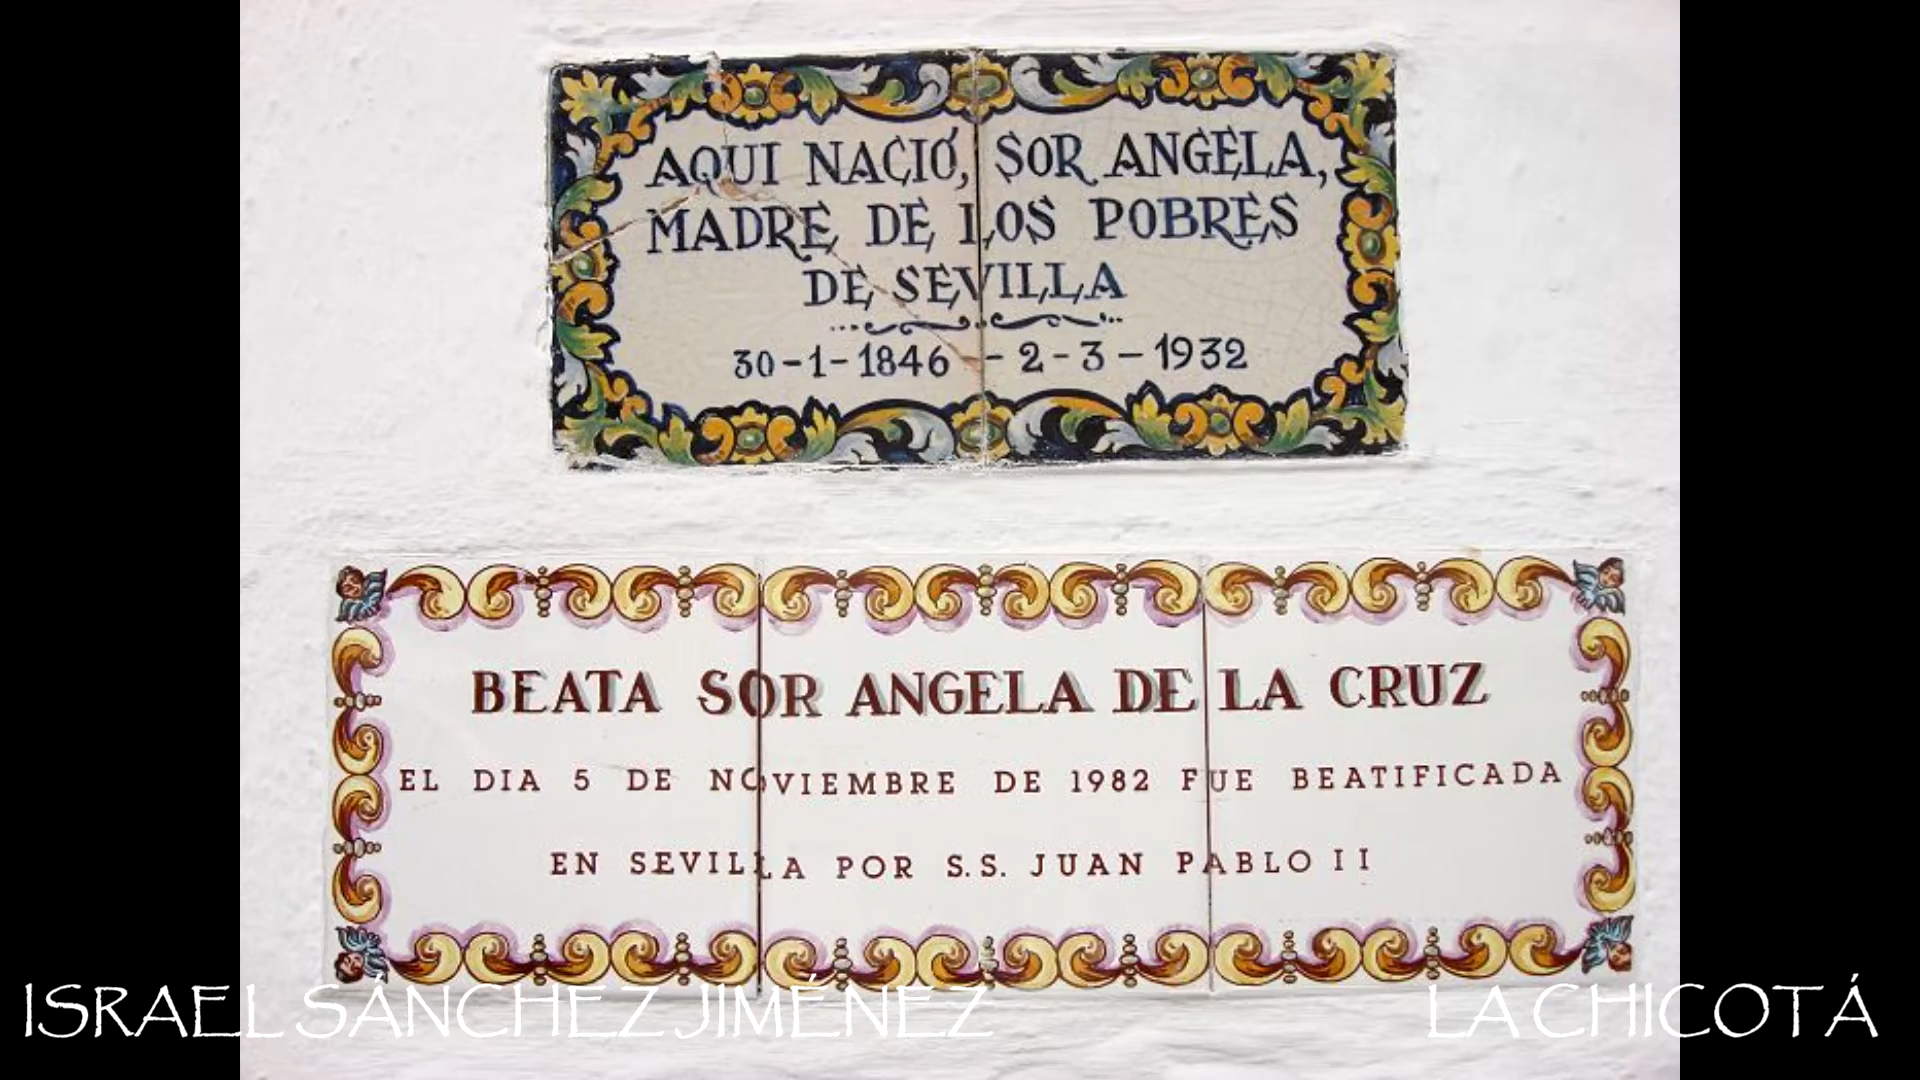 AQUI NACIÓ, SOR ANGELA,
MADRE DE LOS POBRES
DE SEVILLA
30-1-1846 - 2-3-1932
BEATA SOR ANGELA DE LA CRUZ
EL DIA 5 DE NOVIEMBRE DE 1982 FUE BEATIFICADA
EN SEVILLA POR S.S. JUAN PABLO II
ISRAEL SÁNCHEZ JIMÉNEZ
LA CHICOTÁ